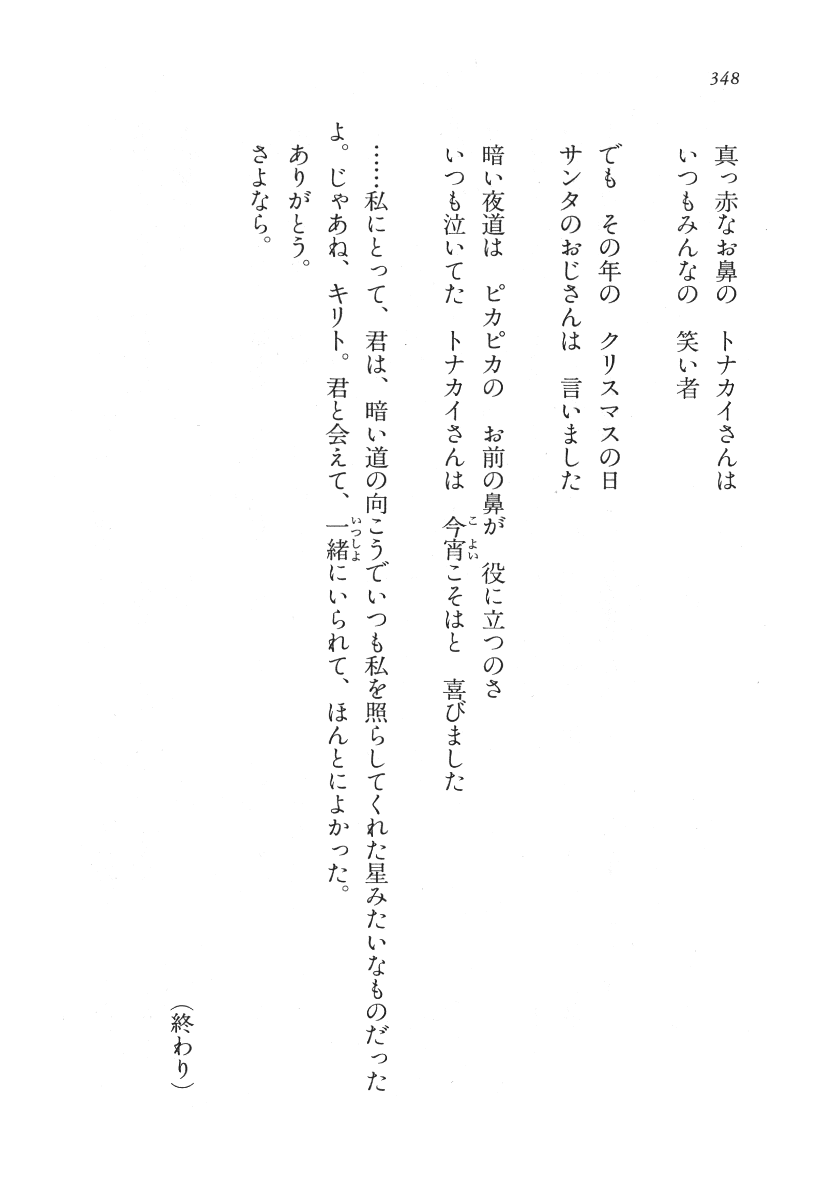 348
真っ赤なお鼻の　トナカイさんは
いつもみんなの　笑い者
でも　その年の　クリスマスの日
サンタのおじさんは　言いました
暗い夜道は　ピカピカの　お前の鼻が　役に立つのさ
いつも泣いてた　トナカイさんは　今宵こそはと　喜びました
……私にとって、君は、暗い道の向こうでいつも私を照らしてくれた星みたいなものだった
よ。じゃあね、キリト。君と会えて、一緒にいられて、ほんとによかった。
ありがとう。
さよなら。
（終わり）